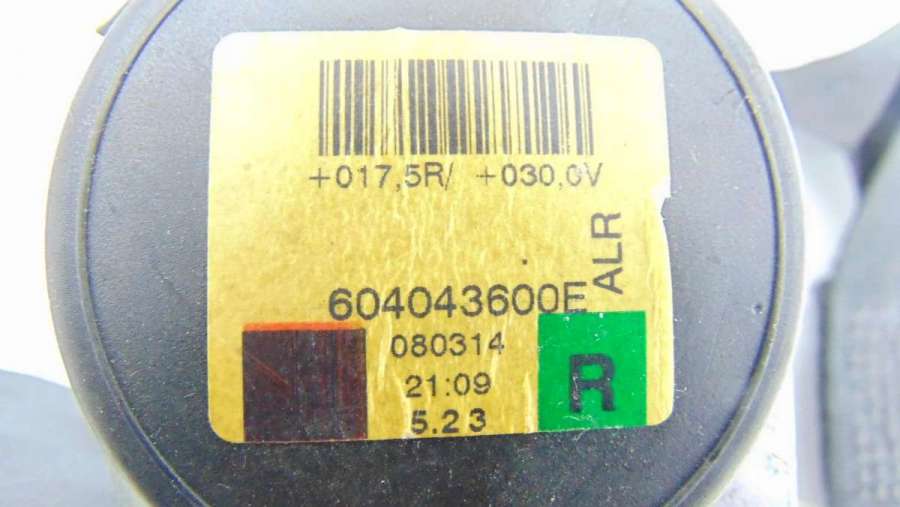 +017,5R/ +030,0V
ALR
604043600E
080314
R
21:09
5.23